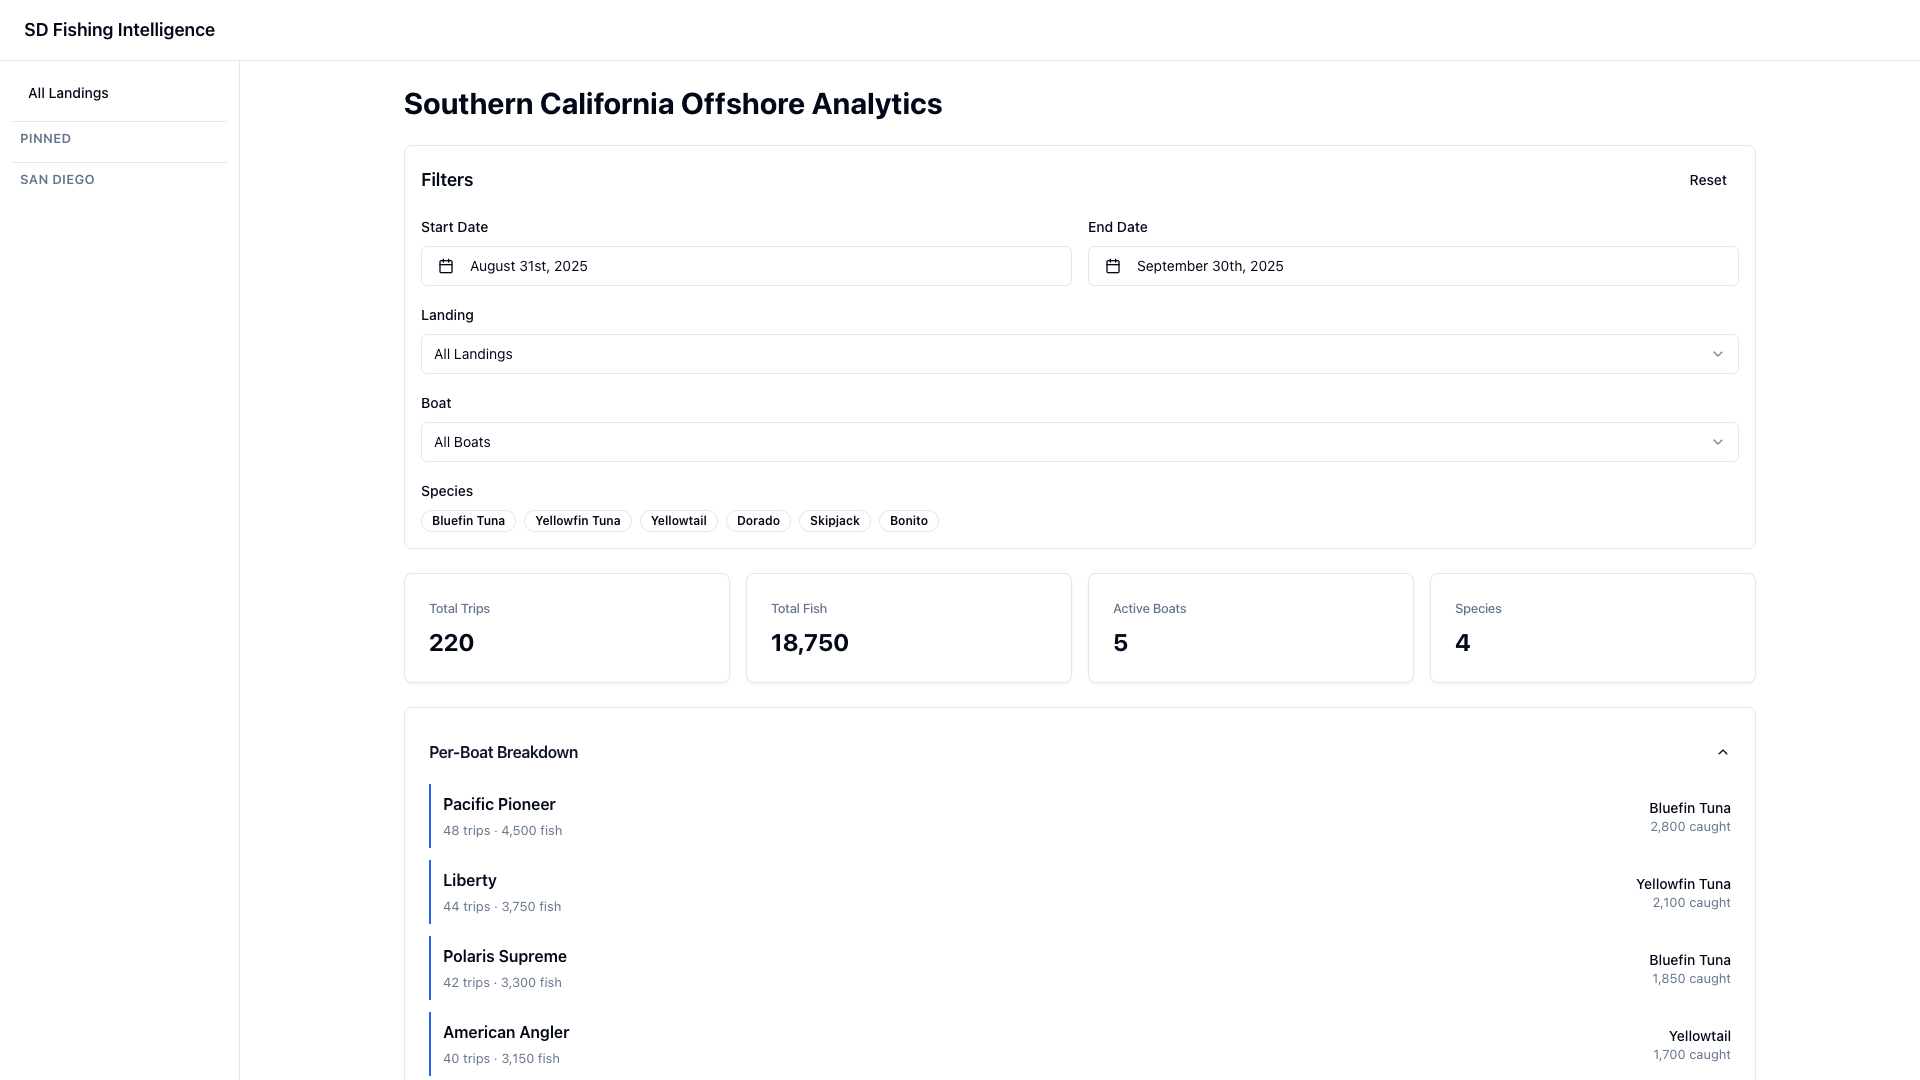 SD Fishing Intelligence
All Landings
PINNED
SAN DIEGO
Southern California Offshore Analytics
Filters
Reset
Start Date
End Date
August 31st, 2025
September 30th, 2025
Landing
All Landings
Boat
All Boats
Species
Bluefin Tuna Yellowfin Tuna Yellowtail Dorado Skipjack Bonito
Total Trips
220
Total Fish
18,750
Active Boats
5
Species
4
Per-Boat Breakdown
Pacific Pioneer
48 trips · 4,500 fish
Bluefin Tuna
2,800 caught
Liberty
44 trips · 3,750 fish
Yellowfin Tuna
2,100 caught
Polaris Supreme
42 trips · 3,300 fish
Bluefin Tuna
1,850 caught
American Angler
40 trips · 3,150 fish
Yellowtail
1,700 caught